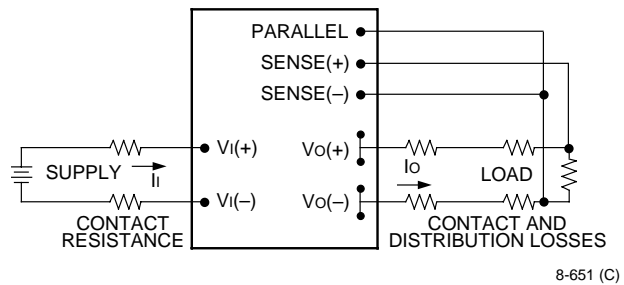 PARALLEL
SENSE(+)
SENSE(–)
VI(+)
VO(+)
SUPPLY
II
IO
LOAD
VI(–)
VO(–)
CONTACT
RESISTANCE
CONTACT AND
DISTRIBUTION LOSSES
8-651 (C)